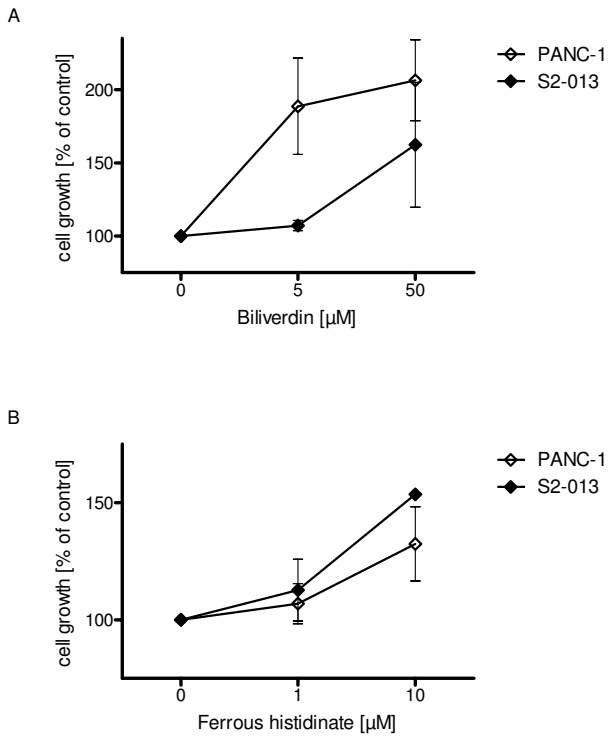 A
cell growth [% of control]
200
150
100
0
5
50
Biliverdin [µM]
PANC-1
S2-013
B
cell growth [% of control]
150
100
0
1
10
Ferrous histidinate [µM]
PANC-1
S2-013